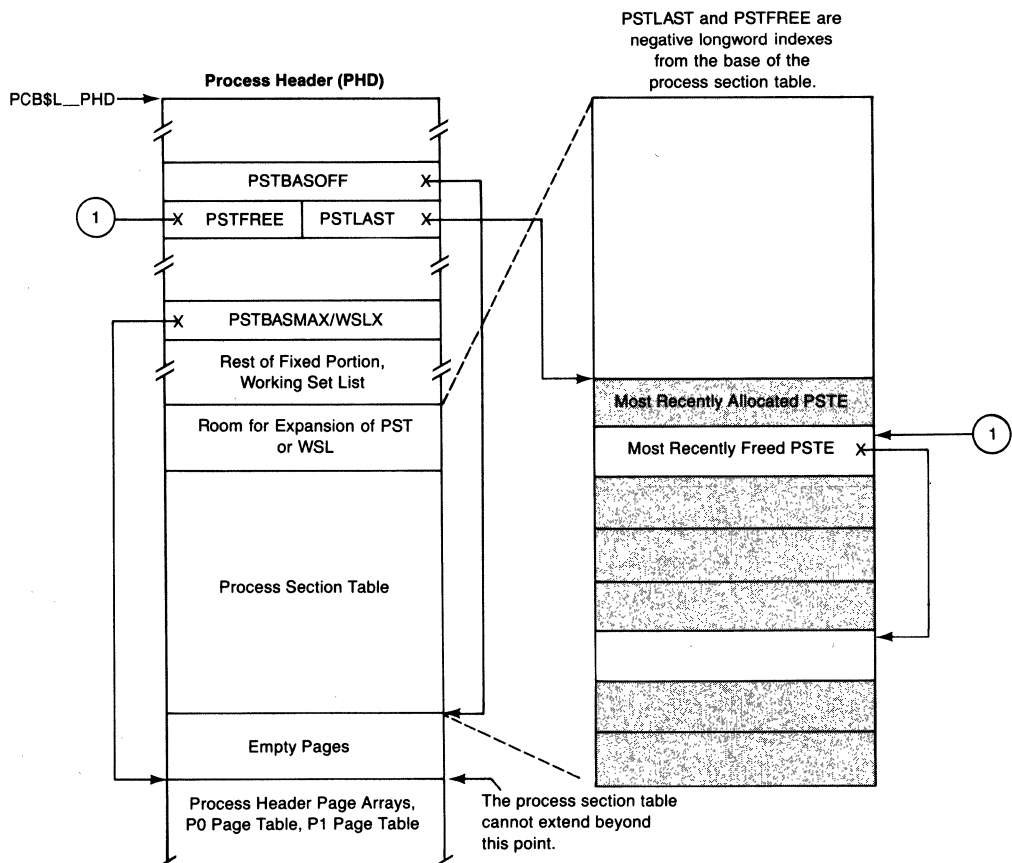 PSTLAST and PSTFREE are
negative longword indexes
from the base of the
process section table.
Process Header (PHD)
PCB$L__PHD
PSTBASOFF X
1
X PSTFREE PSTLAST X
X PSTBASMAX/WSLX
Rest of Fixed Portion,
Working Set List
Room for Expansion of PST
or WSL
Process Section Table
Empty Pages
Process Header Page Arrays,
P0 Page Table, P1 Page Table
Most Recently Allocated PSTE
Most Recently Freed PSTE X
1
The process section table
cannot extend beyond
this point.